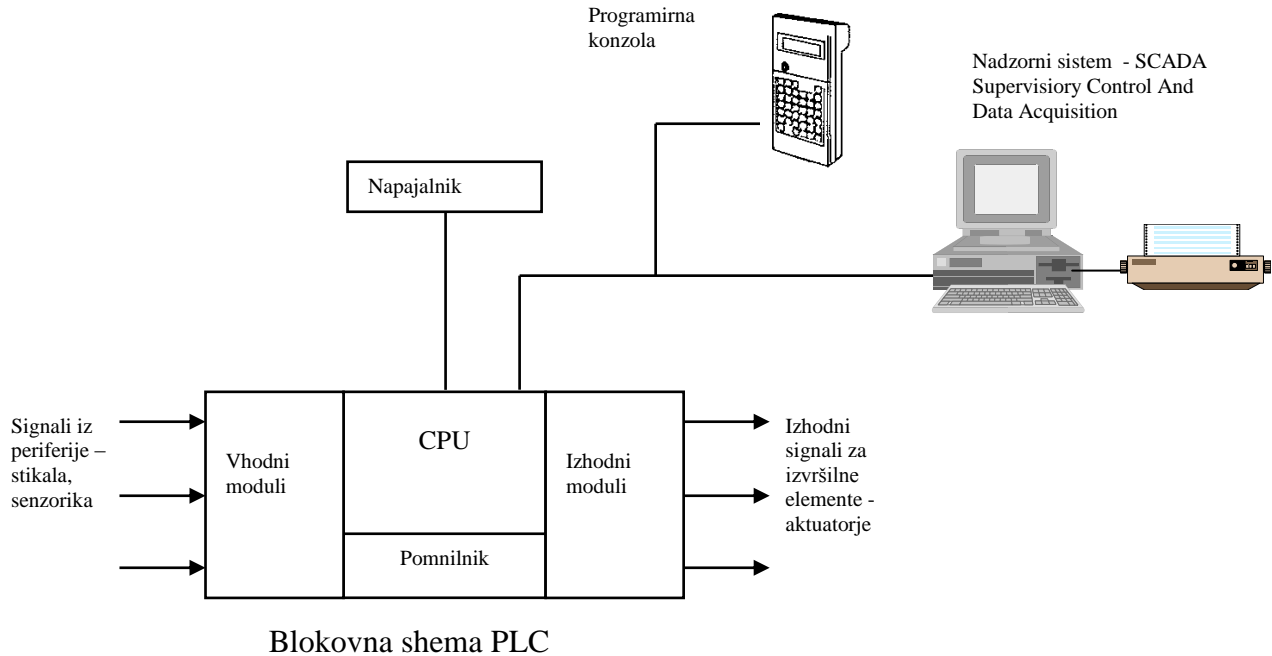 Programirna
konzola
Nadzorni sistem - SCADA
Supervisiory Control And
Data Acquisition
Napajalnik
Signali iz
periferije –
stikala,
senzorika
Vhodni
moduli
CPU
Pomnilnik
Izhodni
moduli
Izhodni
signali za
izvršilne
elemente -
aktuatorje
Blokovna shema PLC